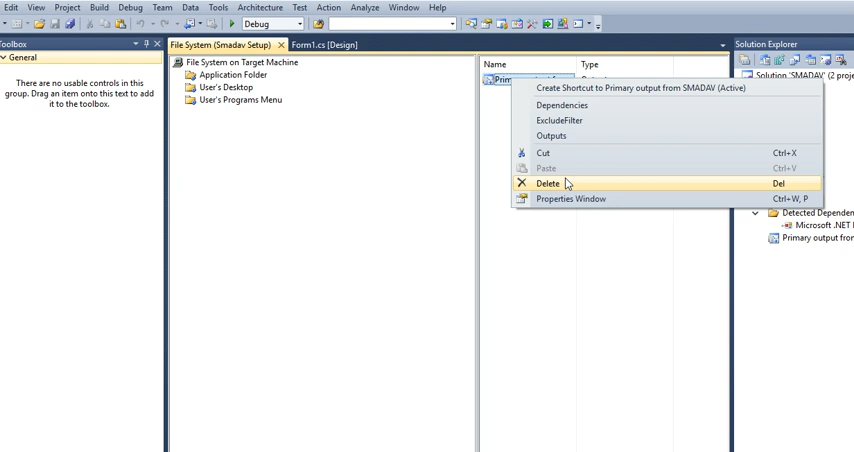 Edit View Project Build Debug Team Data Tools Architecture Test Action Analyze Window Help
Debug
Toolbox
General
There are no usable controls in this
group. Drag an item onto this text to add
it to the toolbox.
File System (Smadav Setup) Form1.cs [Design]
File System on Target Machine
Application Folder
User's Desktop
User's Programs Menu
Name Type
Create Shortcut to Primary output from SMADAV (Active)
Dependencies
ExcludeFilter
Outputs
Cut Ctrl+X
Paste Ctrl+V
Delete Del
Properties Window Ctrl+W, P
Solution Explorer
Solution 'SMADAV' (2 proje
Detected Dependen
Microsoft .NET
Primary output fror